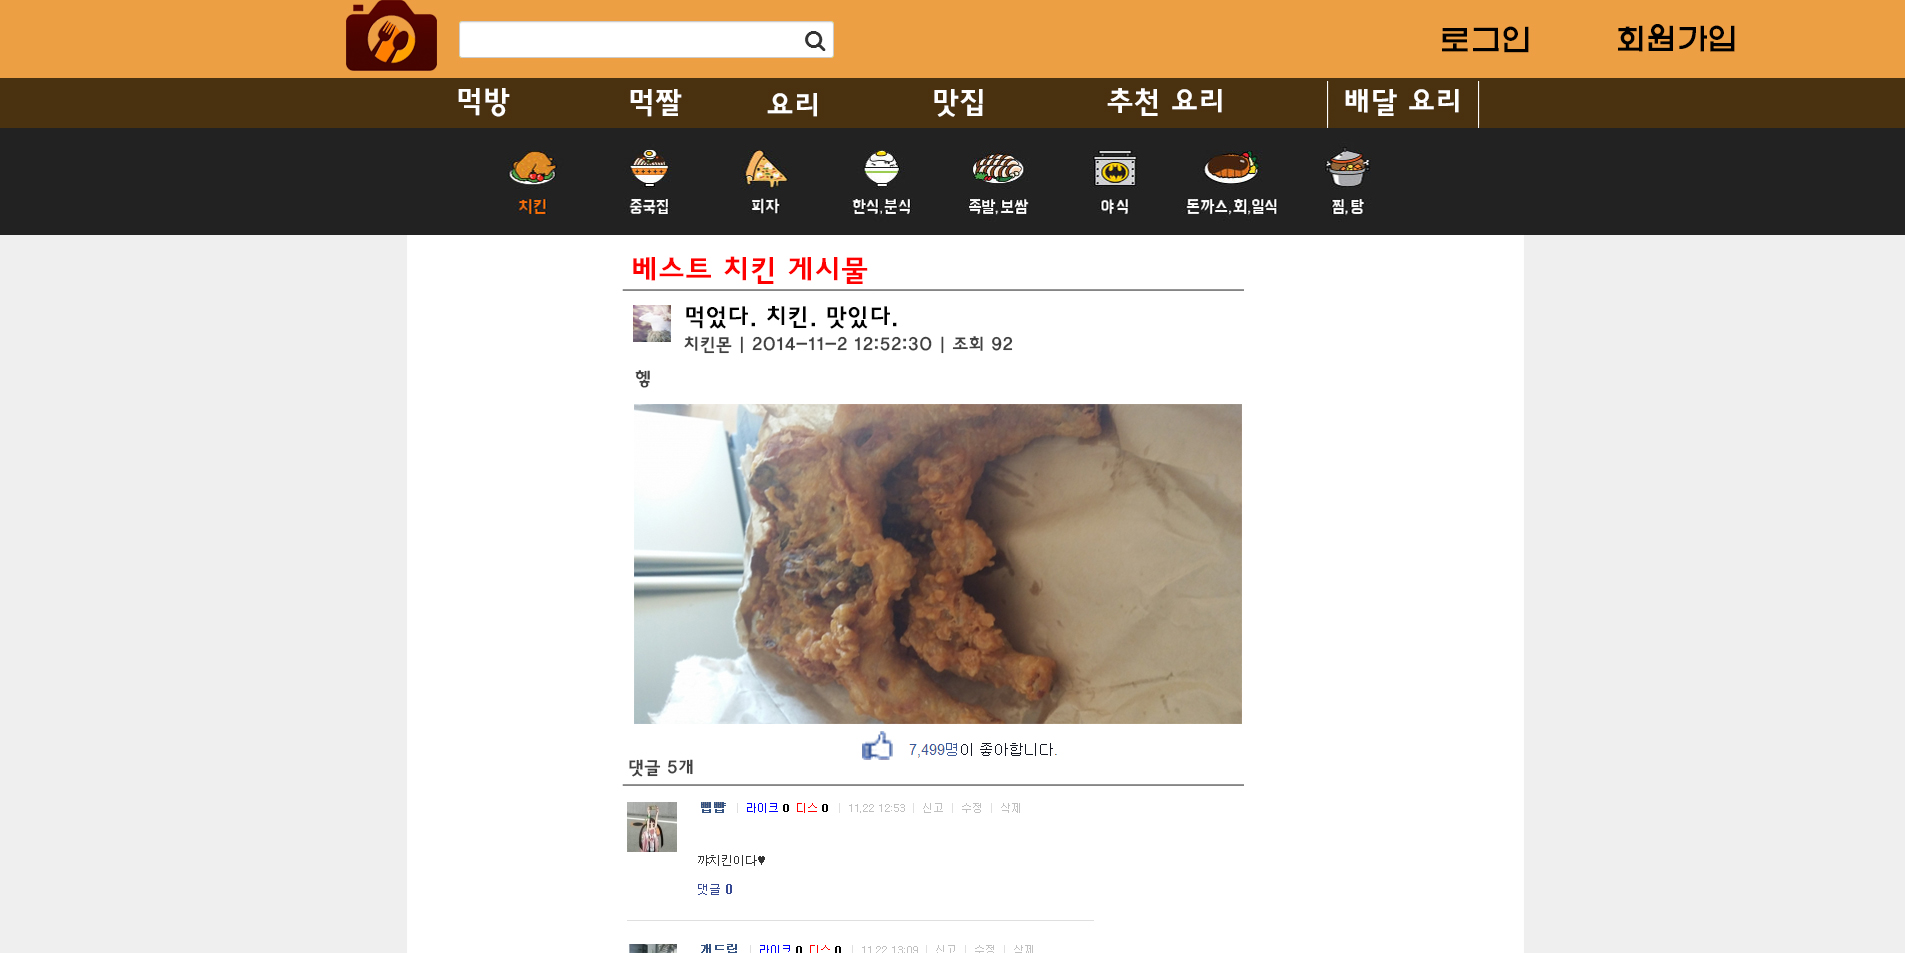 로그인 회원가입
먹방 먹짤 요리 맛집 추천 요리 배달 요리
치킨 중국집 피자 한식,분식 족발,보쌈 야식 돈까스,회,일식 찜,탕
베스트 치킨 게시물
먹었다. 치킨. 맛있다.
치킨몬 | 2014-11-2 12:52:30 | 조회 92
헿
7,499명이 좋아합니다.
댓글 5개
| 라이크 0 디스 0 | 11.22 12:53 | 신고 | 수정 | 삭제
꺄치킨이다♥
댓글 0
개드립 | 라이크 0 디스 0 | 11.22 13:09 | 신고 | 수정 | 삭제